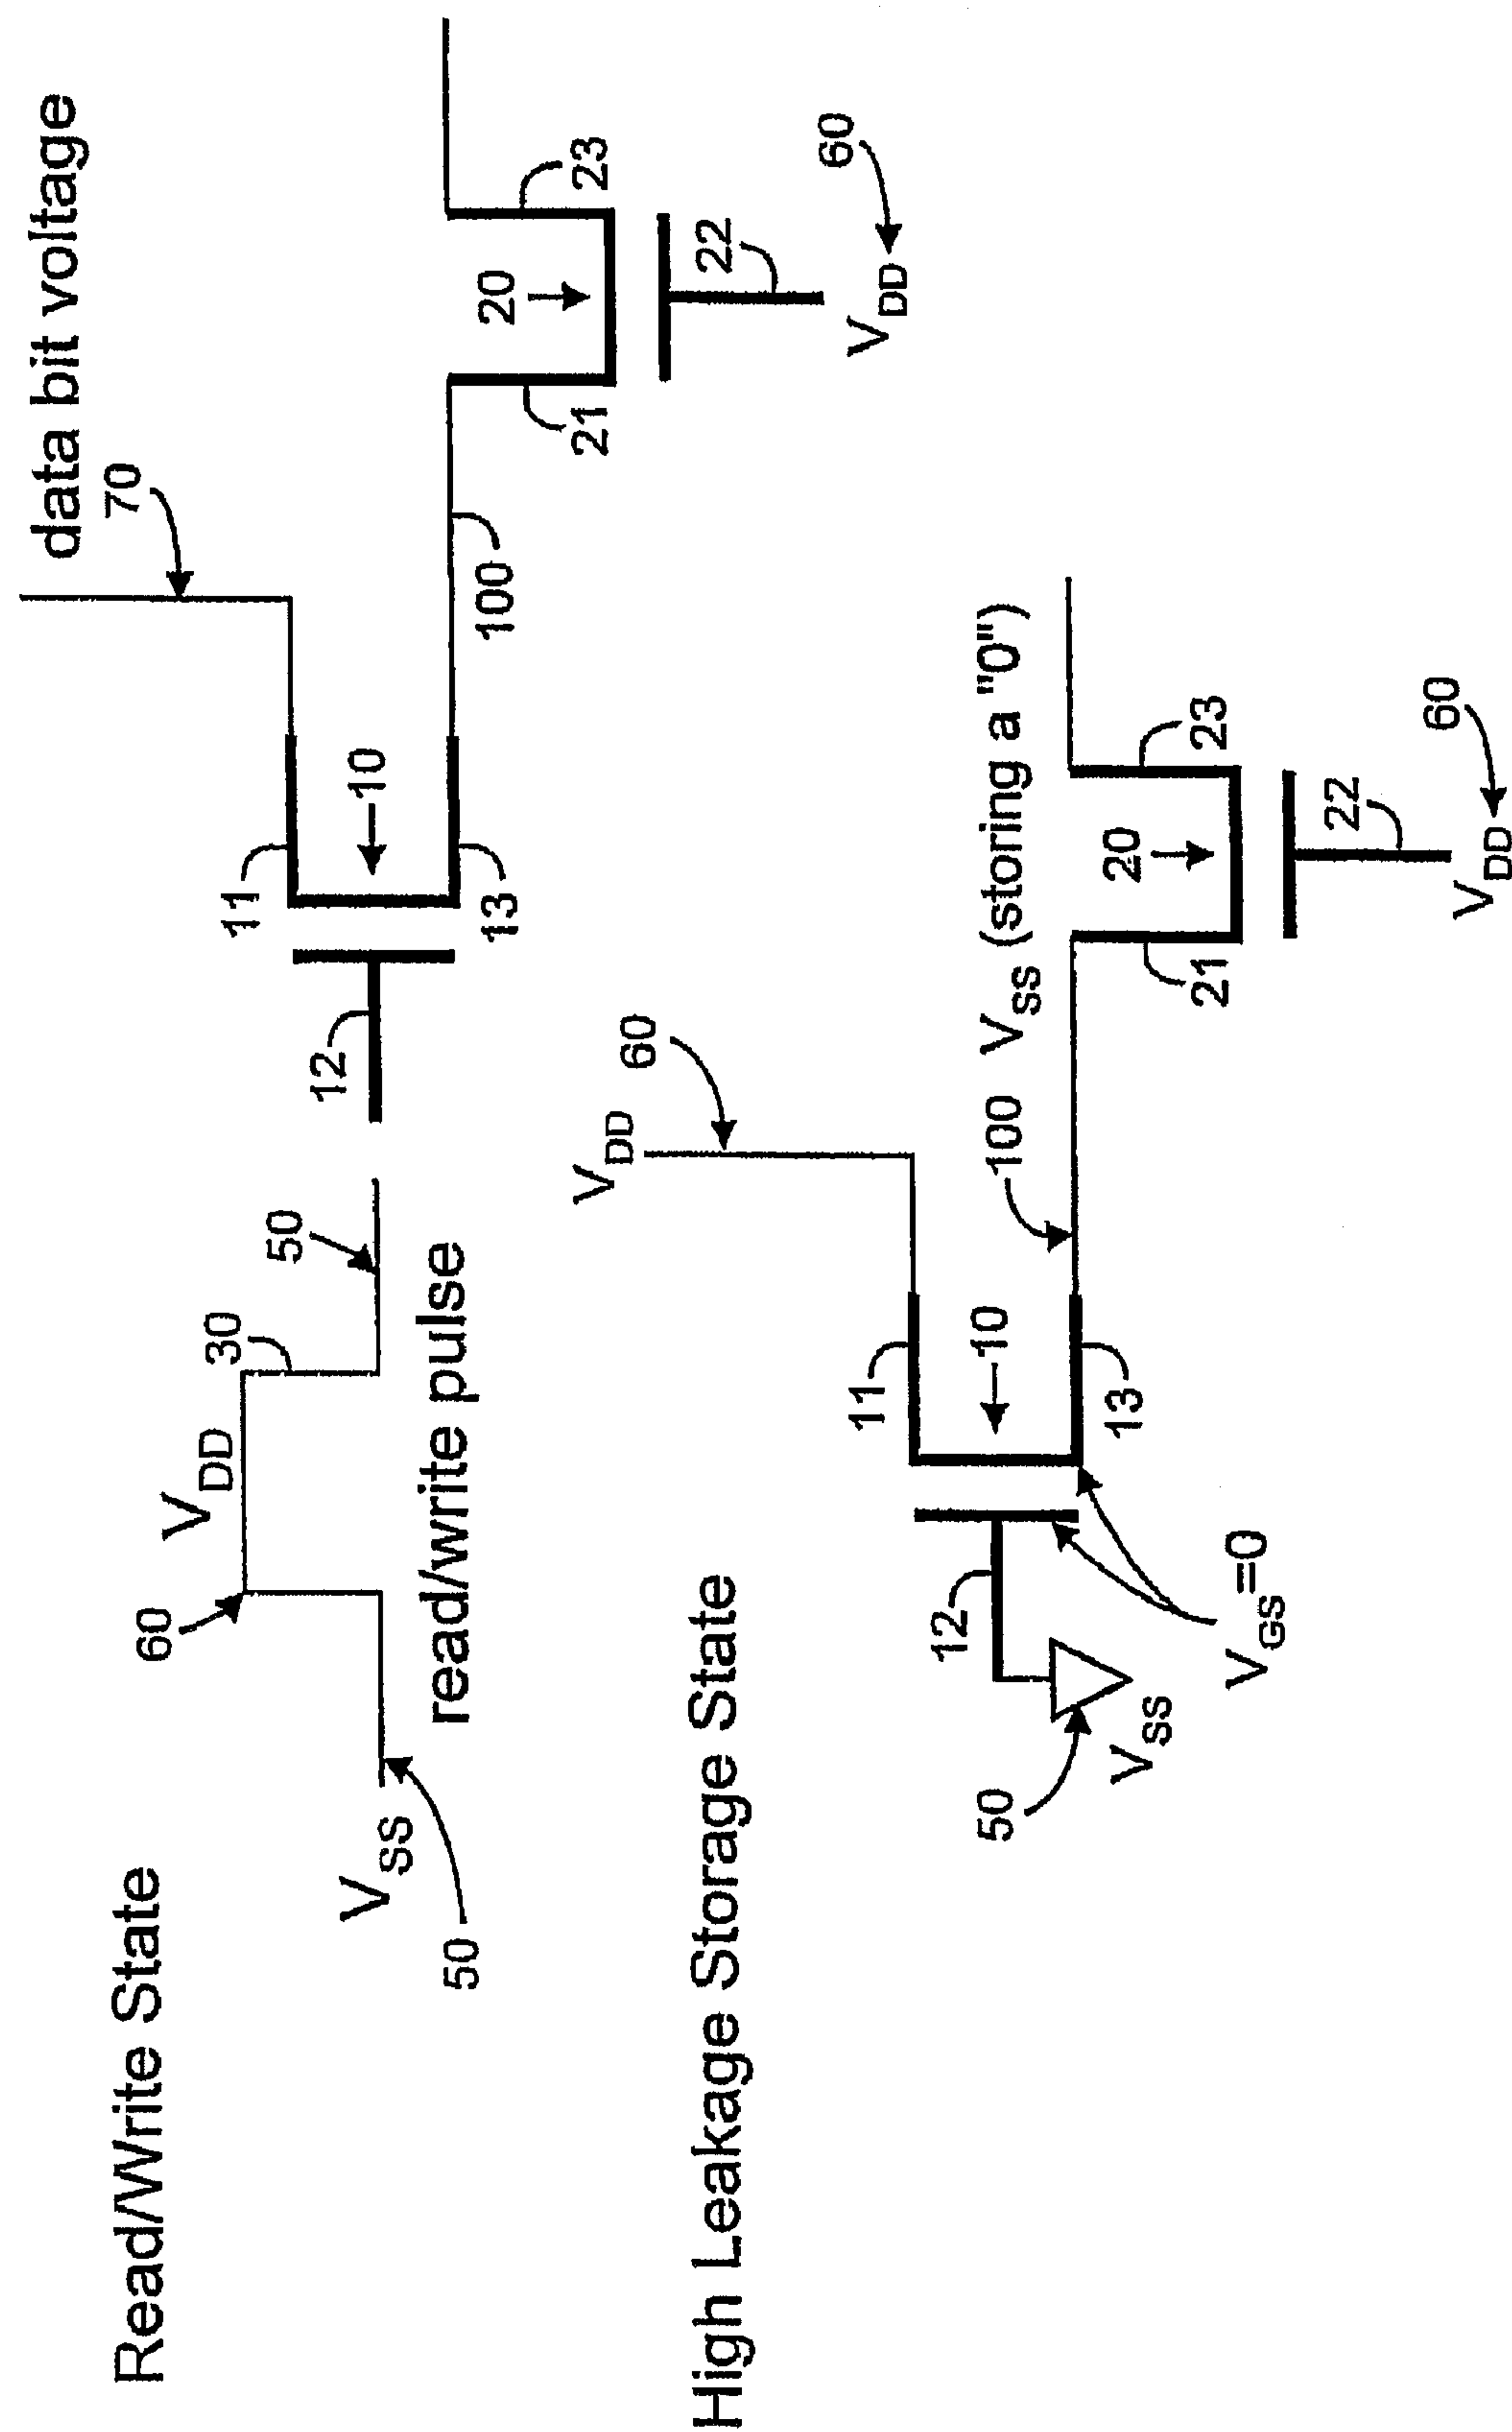 Read/Write State
data bit voltage
70
60
V_DD
30
50
V_SS
50
read/write pulse
12
11
10
13
100
20
21
23
22
V_DD
60
High Leakage Storage State
V_DD
60
11
10
12
13
50
V_SS
V_GS=0
100
V_SS (storing a "0")
20
21
23
22
V_DD
60